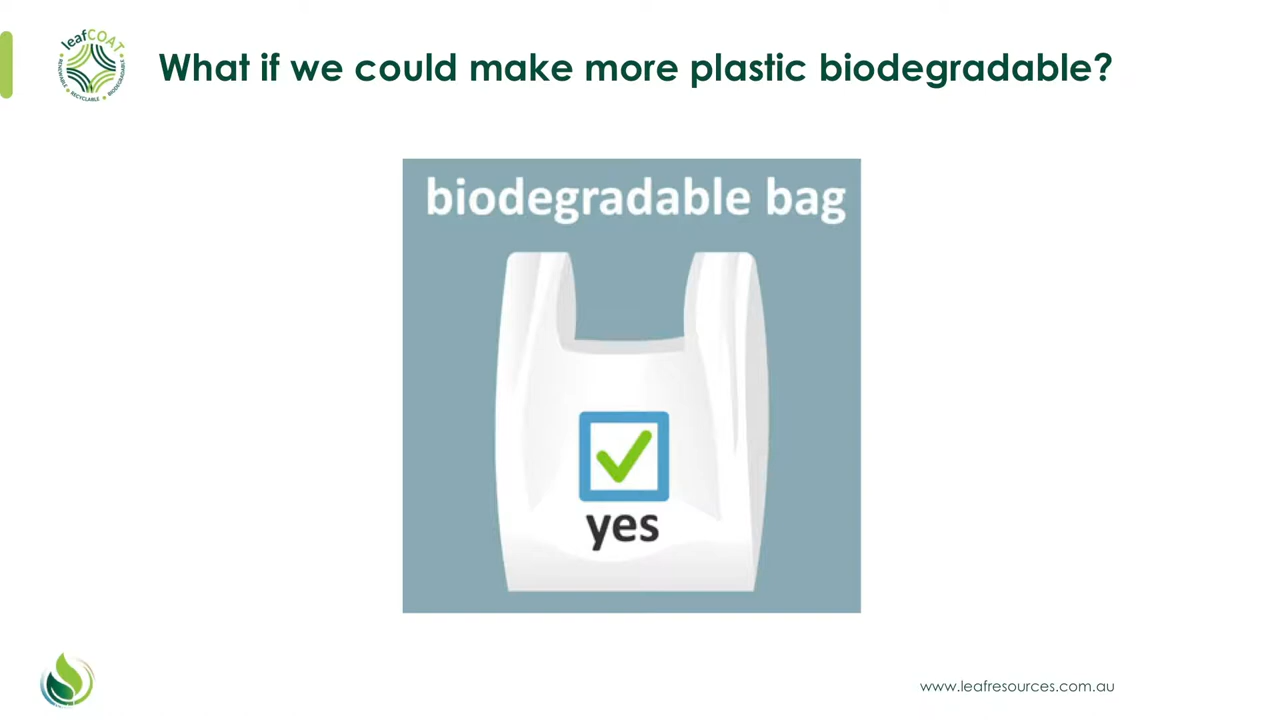 leafCOAT
RENEWABLE
RECYCLABLE
BIODEGRADABLE
What if we could make more plastic biodegradable?
biodegradable bag
yes
www.leafresources.com.au